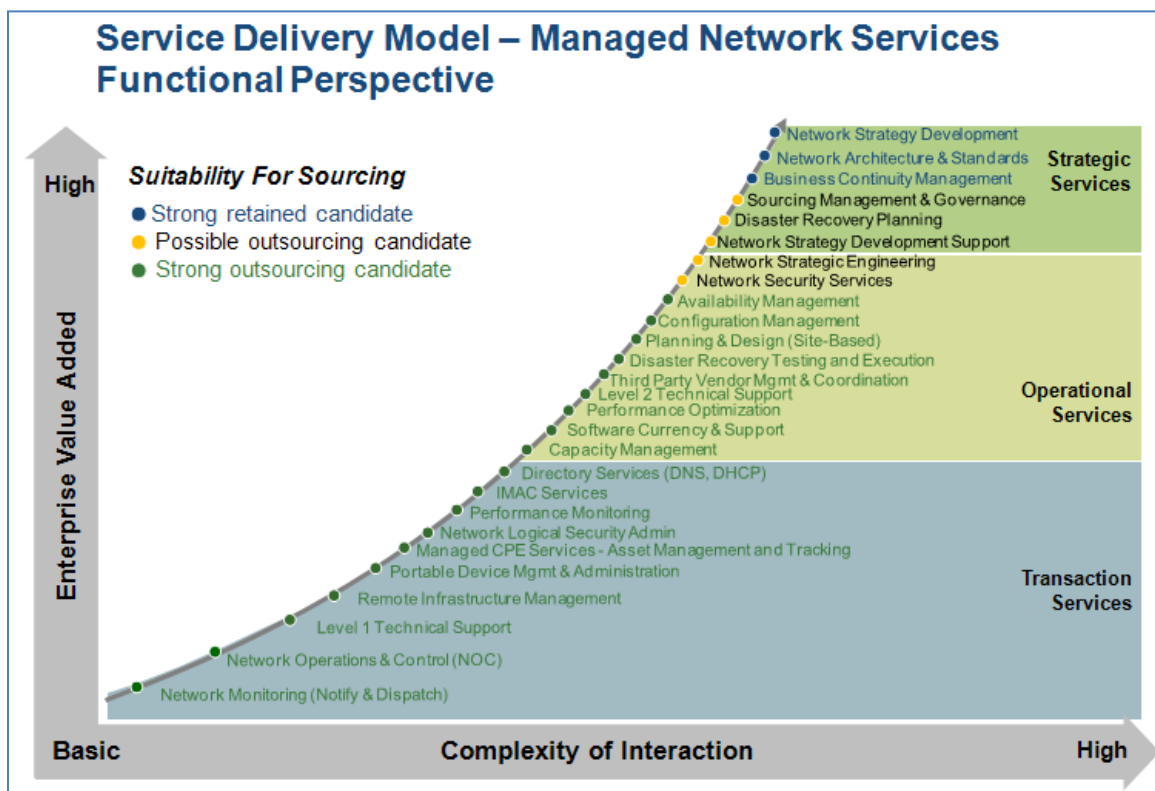 Service Delivery Model – Managed Network Services
Functional Perspective
High
Enterprise Value Added
Suitability For Sourcing
Strong retained candidate
Possible outsourcing candidate
Strong outsourcing candidate
Network Strategy Development
Network Architecture & Standards
Business Continuity Management
Sourcing Management & Governance
Disaster Recovery Planning
Network Strategy Development Support
Strategic
Services
Network Strategic Engineering
Network Security Services
Availability Management
Configuration Management
Planning & Design (Site-Based)
Disaster Recovery Testing and Execution
Third Party Vendor Mgmt & Coordination
Level 2 Technical Support
Performance Optimization
Software Currency & Support
Capacity Management
Operational
Services
Directory Services (DNS, DHCP)
IMAC Services
Performance Monitoring
Network Logical Security Admin
Managed CPE Services - Asset Management and Tracking
Portable Device Mgmt & Administration
Remote Infrastructure Management
Level 1 Technical Support
Network Operations & Control (NOC)
Network Monitoring (Notify & Dispatch)
Transaction
Services
Basic
Complexity of Interaction
High